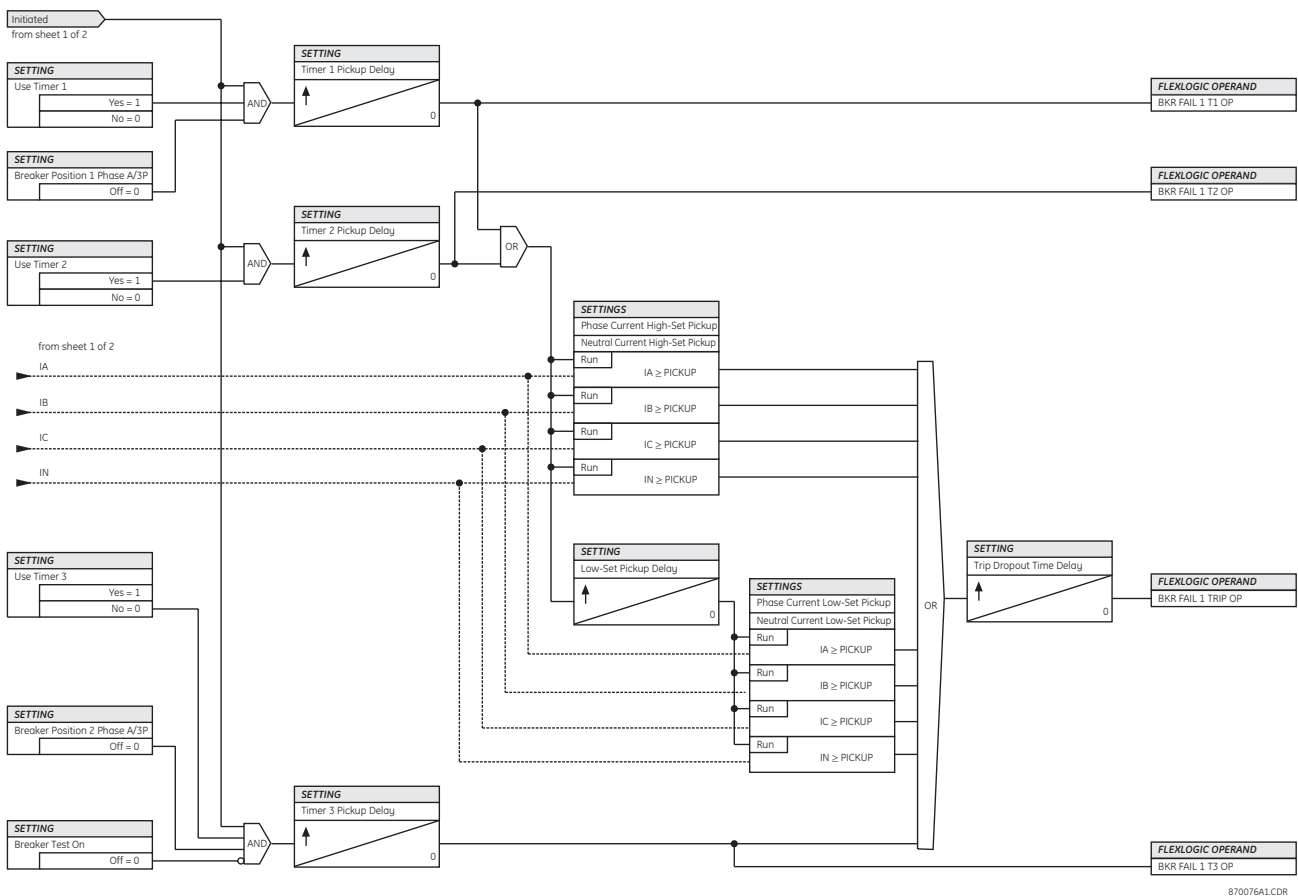 Initiated
from sheet 1 of 2
SETTING
Use Timer 1
Yes = 1
No = 0
AND
SETTING
Timer 1 Pickup Delay
0
FLEXLOGIC OPERAND
BKR FAIL 1 T1 OP
SETTING
Breaker Position 1 Phase A/3P
Off = 0
FLEXLOGIC OPERAND
BKR FAIL 1 T2 OP
SETTING
Timer 2 Pickup Delay
0
SETTING
Use Timer 2
Yes = 1
No = 0
AND
OR
from sheet 1 of 2
IA
IB
IC
IN
SETTINGS
Phase Current High-Set Pickup
Neutral Current High-Set Pickup
Run
IA ≥ PICKUP
Run
IB ≥ PICKUP
Run
IC ≥ PICKUP
Run
IN ≥ PICKUP
SETTING
Use Timer 3
Yes = 1
No = 0
SETTING
Low-Set Pickup Delay
0
SETTINGS
Phase Current Low-Set Pickup
Neutral Current Low-Set Pickup
Run
IA ≥ PICKUP
Run
IB ≥ PICKUP
Run
IC ≥ PICKUP
Run
IN ≥ PICKUP
OR
SETTING
Trip Dropout Time Delay
0
FLEXLOGIC OPERAND
BKR FAIL 1 TRIP OP
SETTING
Breaker Position 2 Phase A/3P
Off = 0
SETTING
Breaker Test On
Off = 0
AND
SETTING
Timer 3 Pickup Delay
0
FLEXLOGIC OPERAND
BKR FAIL 1 T3 OP
870076A1.CDR